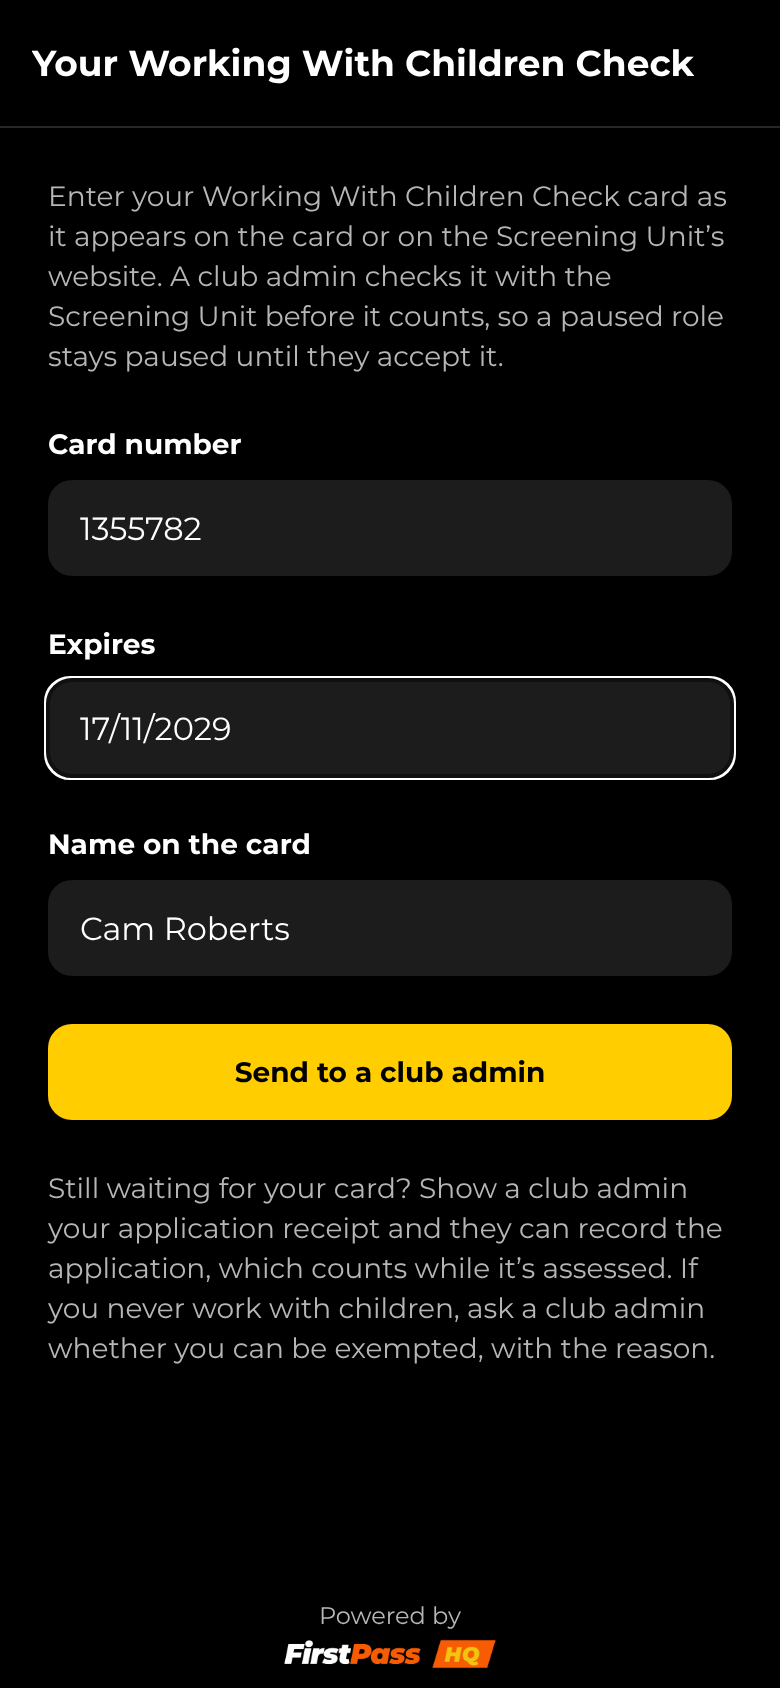 Your Working With Children Check
Enter your Working With Children Check card as
it appears on the card or on the Screening Unit’s
website. A club admin checks it with the
Screening Unit before it counts, so a paused role
stays paused until they accept it.
Card number
1355782
Expires
17/11/2029
Name on the card
Cam Roberts
Send to a club admin
Still waiting for your card? Show a club admin
your application receipt and they can record the
application, which counts while it’s assessed. If
you never work with children, ask a club admin
whether you can be exempted, with the reason.
Powered by
FirstPass HQ